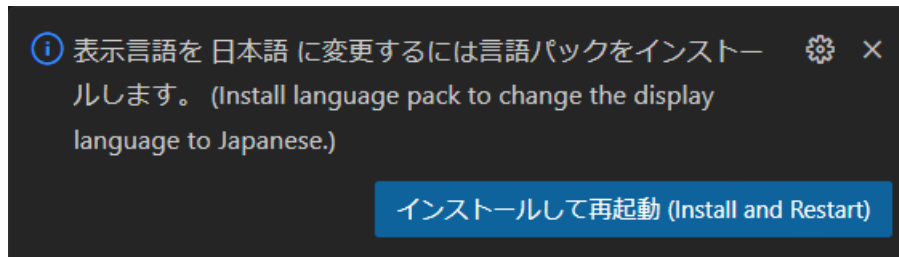 表示言語を 日本語 に変更するには言語パックをインストー
ルします。 (Install language pack to change the display
language to Japanese.)
インストールして再起動 (Install and Restart)